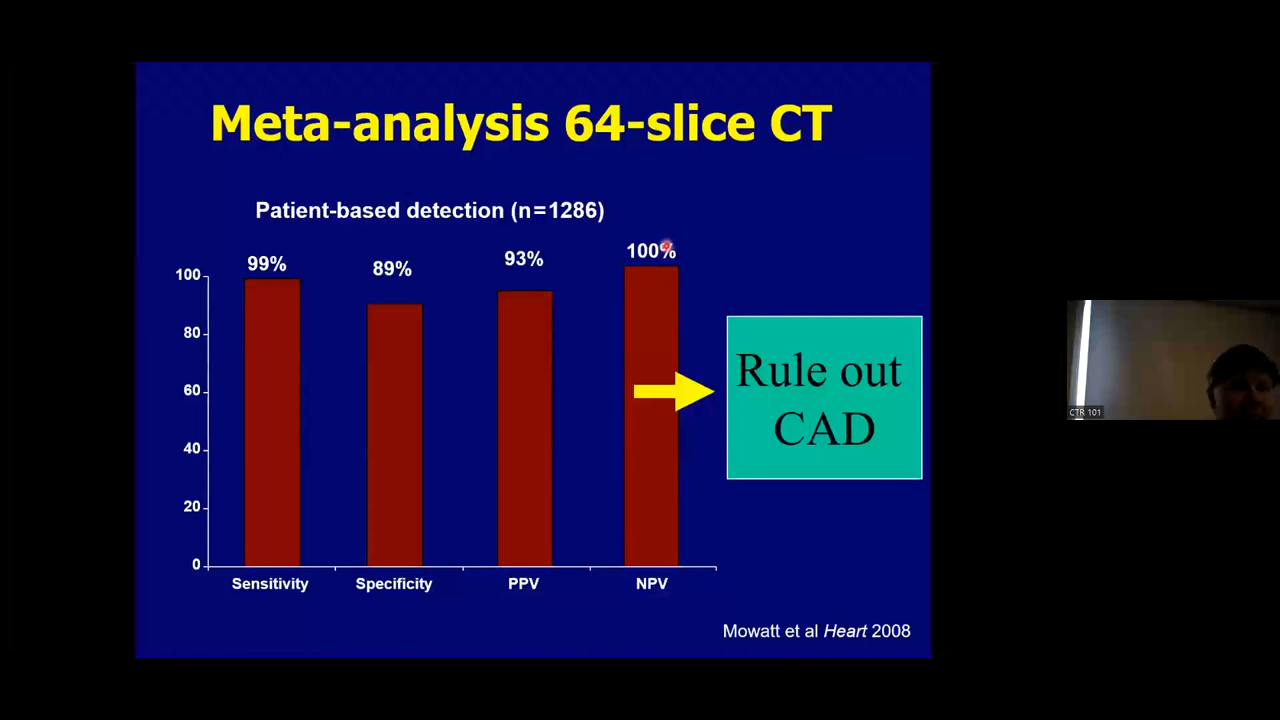 Meta-analysis 64-slice CT
Patient-based detection (n=1286)
99%
89%
93%
100%
100
80
60
40
20
0
Sensitivity
Specificity
PPV
NPV
Rule out
CAD
Mowatt et al Heart 2008
CTR 101